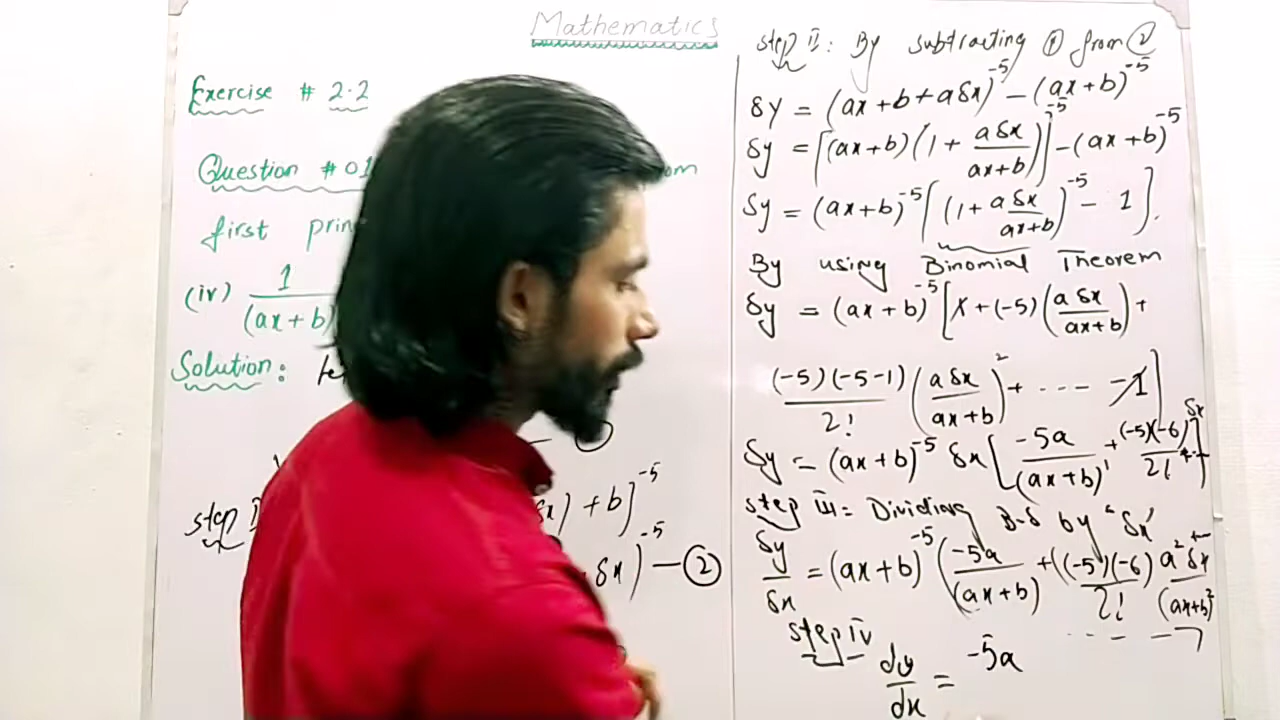 Mathematics
Exercise # 2.2
Question # 01
first
(iv) 1/(ax+b)
Solution:
step I
δx) + b]^-5
δx)^-5 — ②
step II: By subtracting ① from ②
δy = (ax+b+aδx)^-5 - (ax+b)^-5
δy = [(ax+b)(1+ aδx/ax+b)]^-5 - (ax+b)^-5
δy = (ax+b)^-5 [(1+ aδx/ax+b)^-5 - 1].
By using Binomial Theorem
δy = (ax+b)^-5 [1+(-5)(aδx/ax+b)+
(-5)(-5-1)/2! (aδx/ax+b)^2 + ---- -1]
δy = (ax+b)^-5 δx [-5a/(ax+b)^1 + (-5)(-6)/2! δx + --]
step III = Dividing B.S by "δx"
δy/δx = (ax+b)^-5 (-5a/(ax+b) + ((-5)(-6)/2! a^2 δx/(ax+b)^2 +
---- -)
step IV
dy/dx = -5a